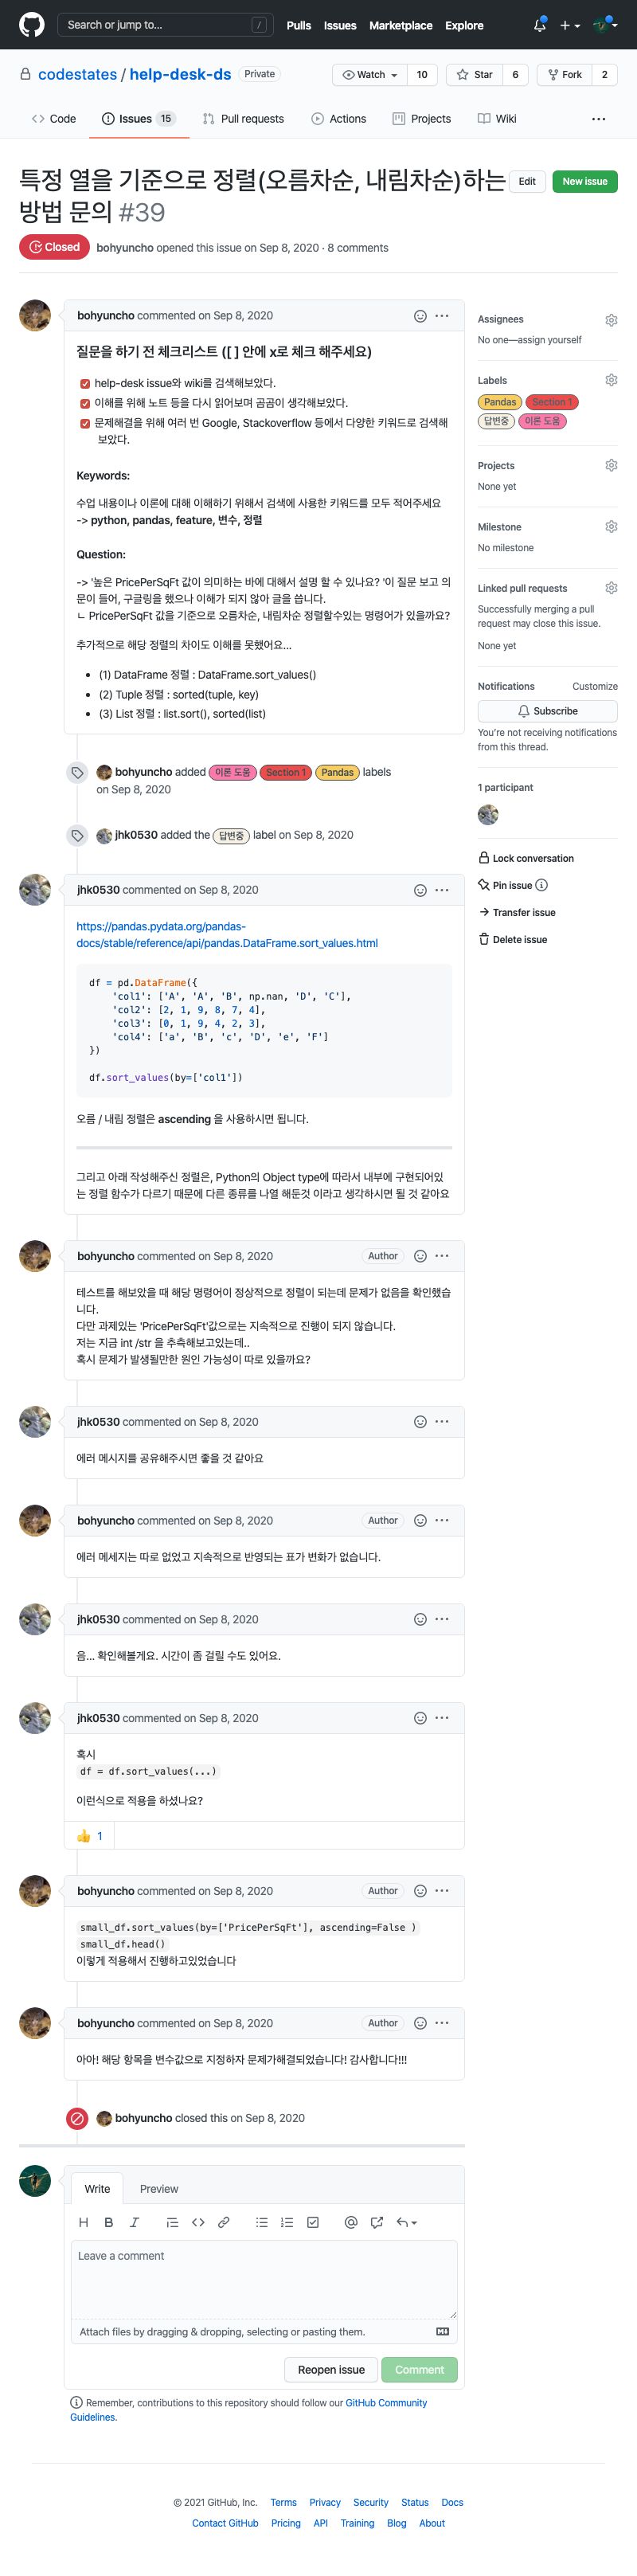 Search or jump to... /
Pulls Issues Marketplace Explore
codestates / help-desk-ds Private
Watch 10 Star 6 Fork 2
Code Issues 15 Pull requests Actions Projects Wiki
특정 열을 기준으로 정렬(오름차순, 내림차순)하는
방법 문의 #39
Edit New issue
Closed bohyuncho opened this issue on Sep 8, 2020 · 8 comments
bohyuncho commented on Sep 8, 2020
질문을 하기 전 체크리스트 ([ ] 안에 x로 체크 해주세요)
help-desk issue와 wiki를 검색해보았다.
이해를 위해 노트 등을 다시 읽어보며 곰곰이 생각해보았다.
문제해결을 위해 여러 번 Google, Stackoverflow 등에서 다양한 키워드로 검색해
보았다.
Keywords:
수업 내용이나 이론에 대해 이해하기 위해서 검색에 사용한 키워드를 모두 적어주세요
-> python, pandas, feature, 변수, 정렬
Question:
-> '높은 PricePerSqFt 값이 의미하는 바에 대해서 설명 할 수 있나요? '이 질문 보고 의
문이 들어, 구글링을 했으나 이해가 되지 않아 글을 씁니다.
ㄴ PricePerSqFt 값을 기준으로 오름차순, 내림차순 정렬할수있는 명령어가 있을까요?
추가적으로 해당 정렬의 차이도 이해를 못했어요...
(1) DataFrame 정렬 : DataFrame.sort_values()
(2) Tuple 정렬 : sorted(tuple, key)
(3) List 정렬 : list.sort(), sorted(list)
bohyuncho added 이론 도움 Section 1 Pandas labels
on Sep 8, 2020
jhk0530 added the 답변중 label on Sep 8, 2020
jhk0530 commented on Sep 8, 2020
https://pandas.pydata.org/pandas-
docs/stable/reference/api/pandas.DataFrame.sort_values.html
df = pd.DataFrame({
'col1': ['A', 'A', 'B', np.nan, 'D', 'C'],
'col2': [2, 1, 9, 8, 7, 4],
'col3': [0, 1, 9, 4, 2, 3],
'col4': ['a', 'B', 'c', 'D', 'e', 'F']
})
df.sort_values(by=['col1'])
오름 / 내림 정렬은 ascending 을 사용하시면 됩니다.
그리고 아래 작성해주신 정렬은, Python의 Object type에 따라서 내부에 구현되어있
는 정렬 함수가 다르기 때문에 다른 종류를 나열 해둔것 이라고 생각하시면 될 것 같아요
bohyuncho commented on Sep 8, 2020 Author
테스트를 해보았을 때 해당 명령어이 정상적으로 정렬이 되는데 문제가 없음을 확인했습
니다.
다만 과제있는 'PricePerSqFt'값으로는 지속적으로 진행이 되지 않습니다.
저는 지금 int /str 을 추측해보고있는데..
혹시 문제가 발생될만한 원인 가능성이 따로 있을까요?
jhk0530 commented on Sep 8, 2020
에러 메시지를 공유해주시면 좋을 것 같아요
bohyuncho commented on Sep 8, 2020 Author
에러 메세지는 따로 없었고 지속적으로 반영되는 표가 변화가 없습니다.
jhk0530 commented on Sep 8, 2020
음... 확인해볼게요. 시간이 좀 걸릴 수도 있어요.
jhk0530 commented on Sep 8, 2020
혹시
df = df.sort_values(...)
이런식으로 적용을 하셨나요?
👍 1
bohyuncho commented on Sep 8, 2020 Author
small_df.sort_values(by=['PricePerSqFt'], ascending=False )
small_df.head()
이렇게 적용해서 진행하고있었습니다
bohyuncho commented on Sep 8, 2020 Author
아아! 해당 항목을 변수값으로 지정하자 문제가해결되었습니다! 감사합니다!!!
bohyuncho closed this on Sep 8, 2020
Write Preview
Leave a comment
Attach files by dragging & dropping, selecting or pasting them.
Reopen issue Comment
Remember, contributions to this repository should follow our GitHub Community
Guidelines.
Assignees
No one—assign yourself
Labels
Pandas Section 1
답변중 이론 도움
Projects
None yet
Milestone
No milestone
Linked pull requests
Successfully merging a pull
request may close this issue.
None yet
Notifications Customize
Subscribe
You're not receiving notifications
from this thread.
1 participant
Lock conversation
Pin issue
Transfer issue
Delete issue
© 2021 GitHub, Inc. Terms Privacy Security Status Docs
Contact GitHub Pricing API Training Blog About